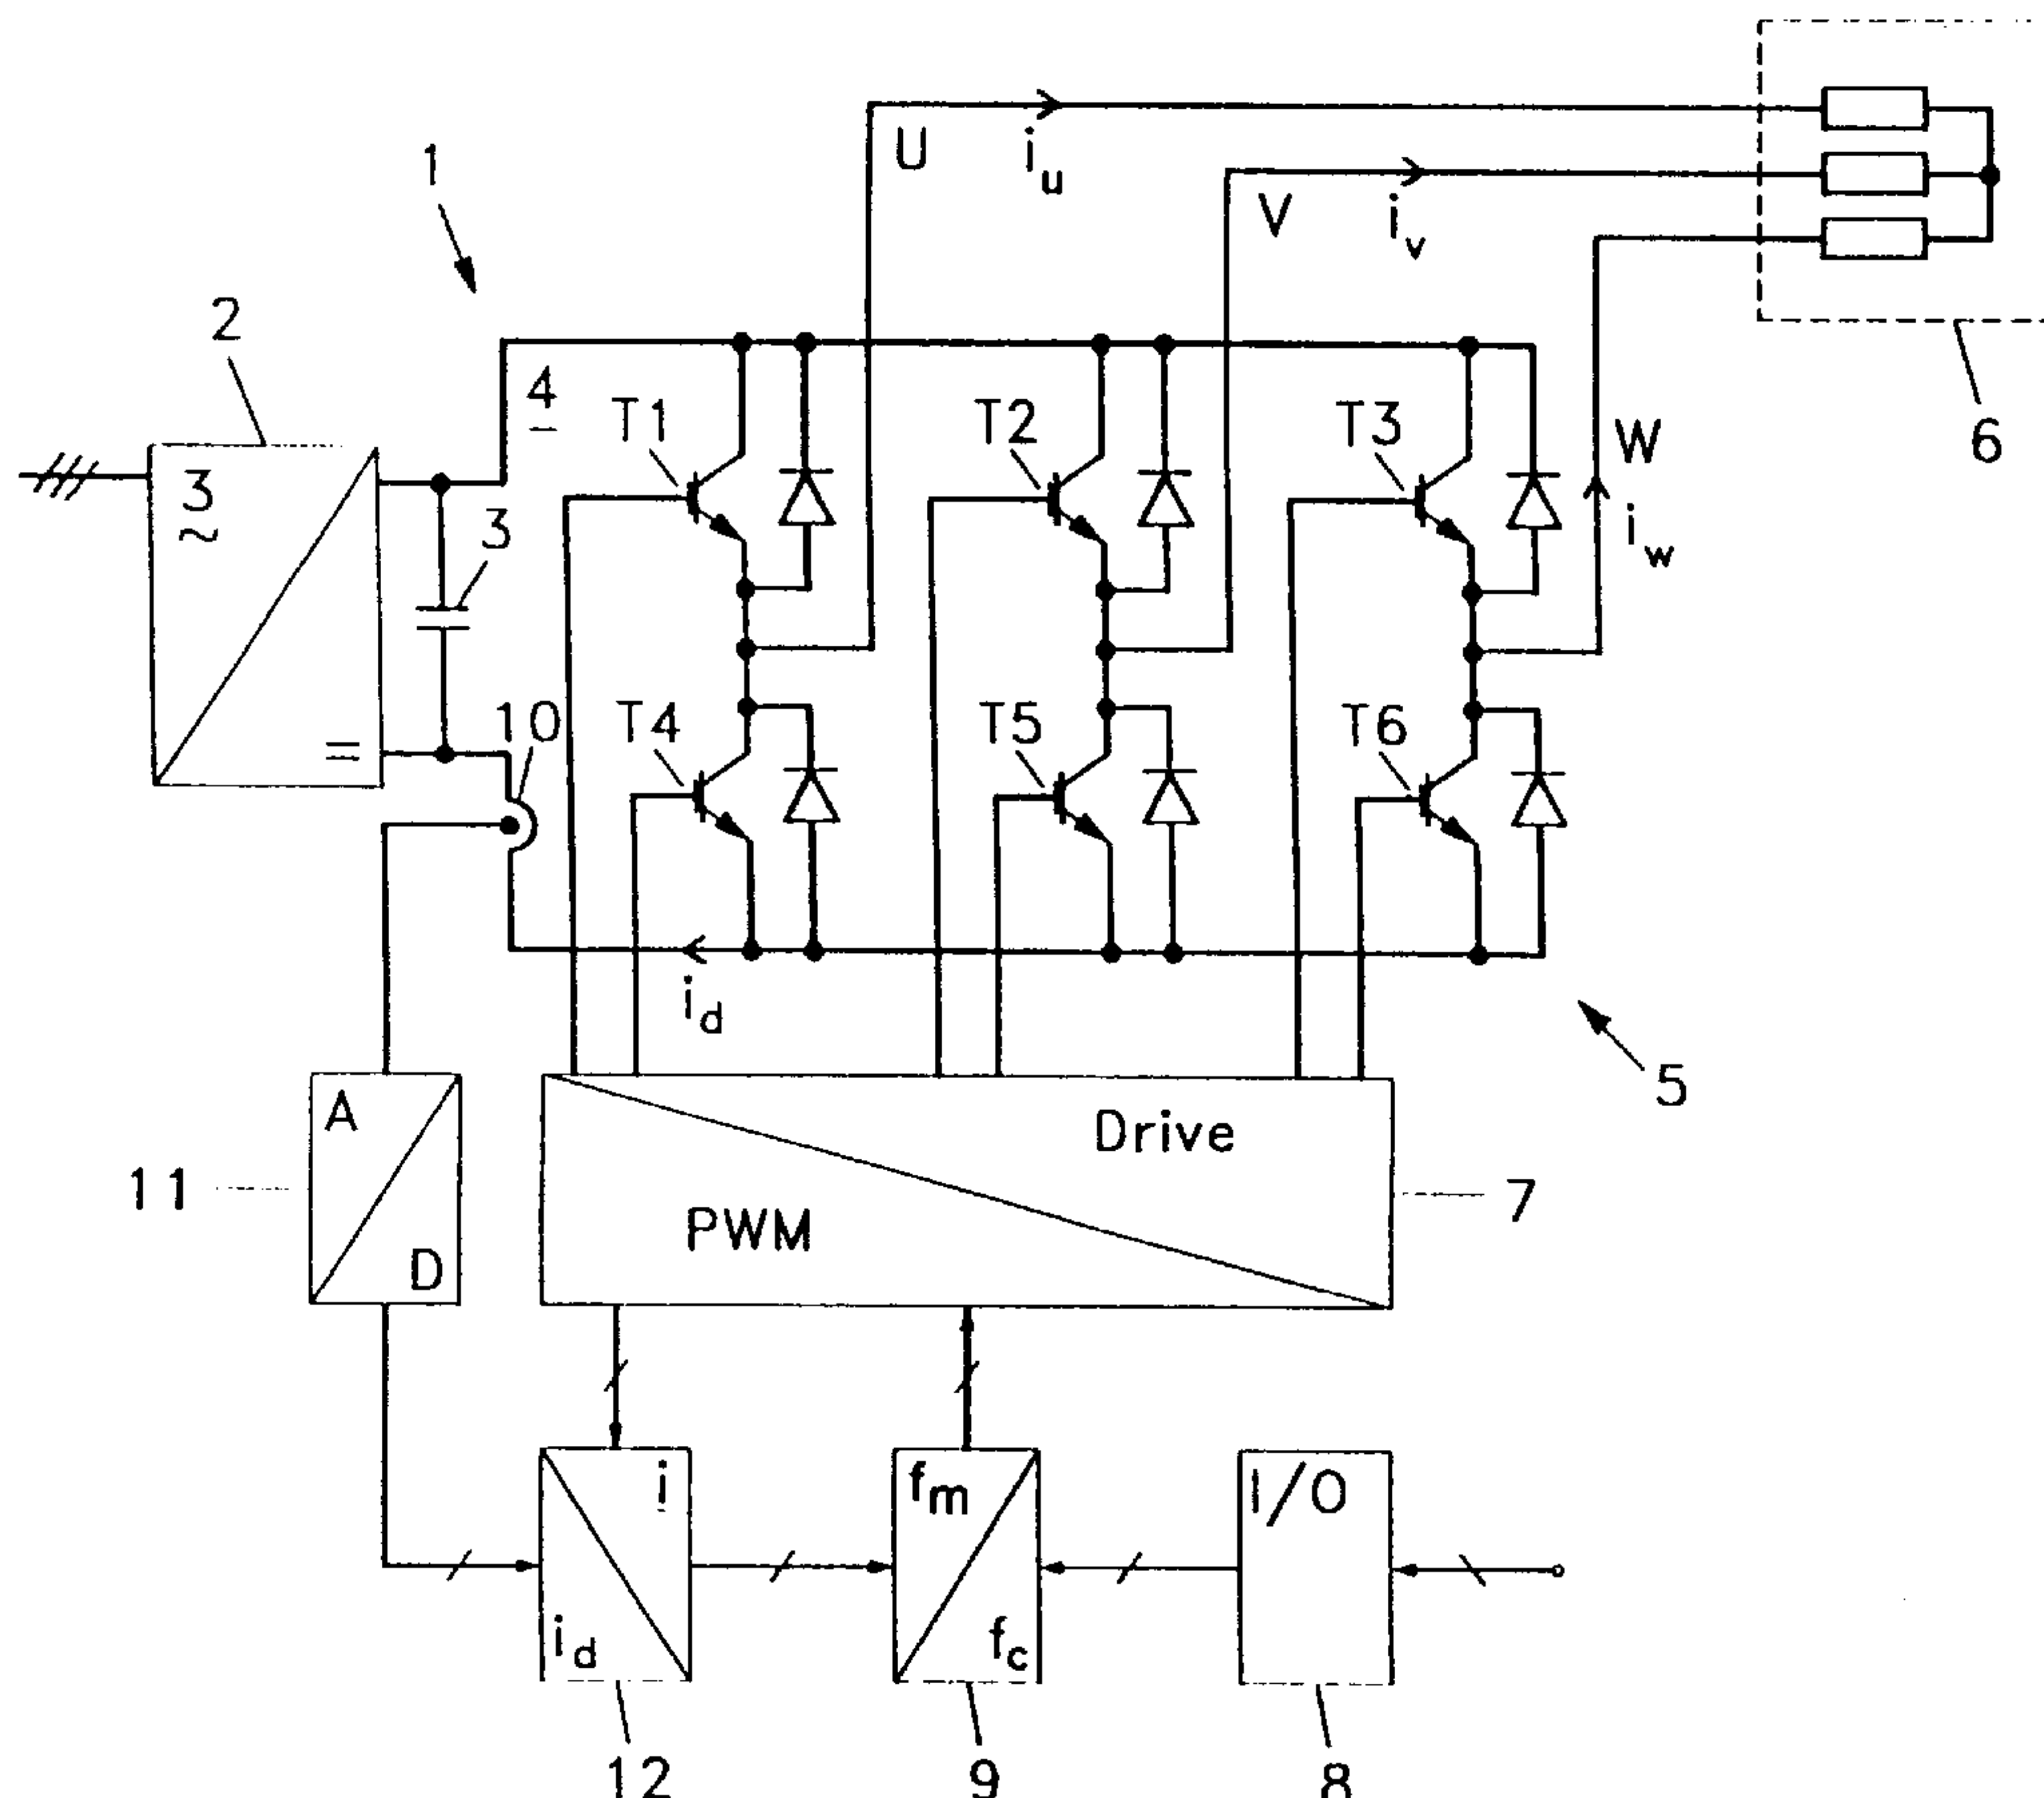 1
U
i_u
V
i_v
2
4
T1
T2
T3
W
6
3
~
3
i_w
10
T4
T5
T6
=
i_d
5
A
Drive
11
7
PWM
D
i
f_m
I/O
i_d
f_c
12
9
8